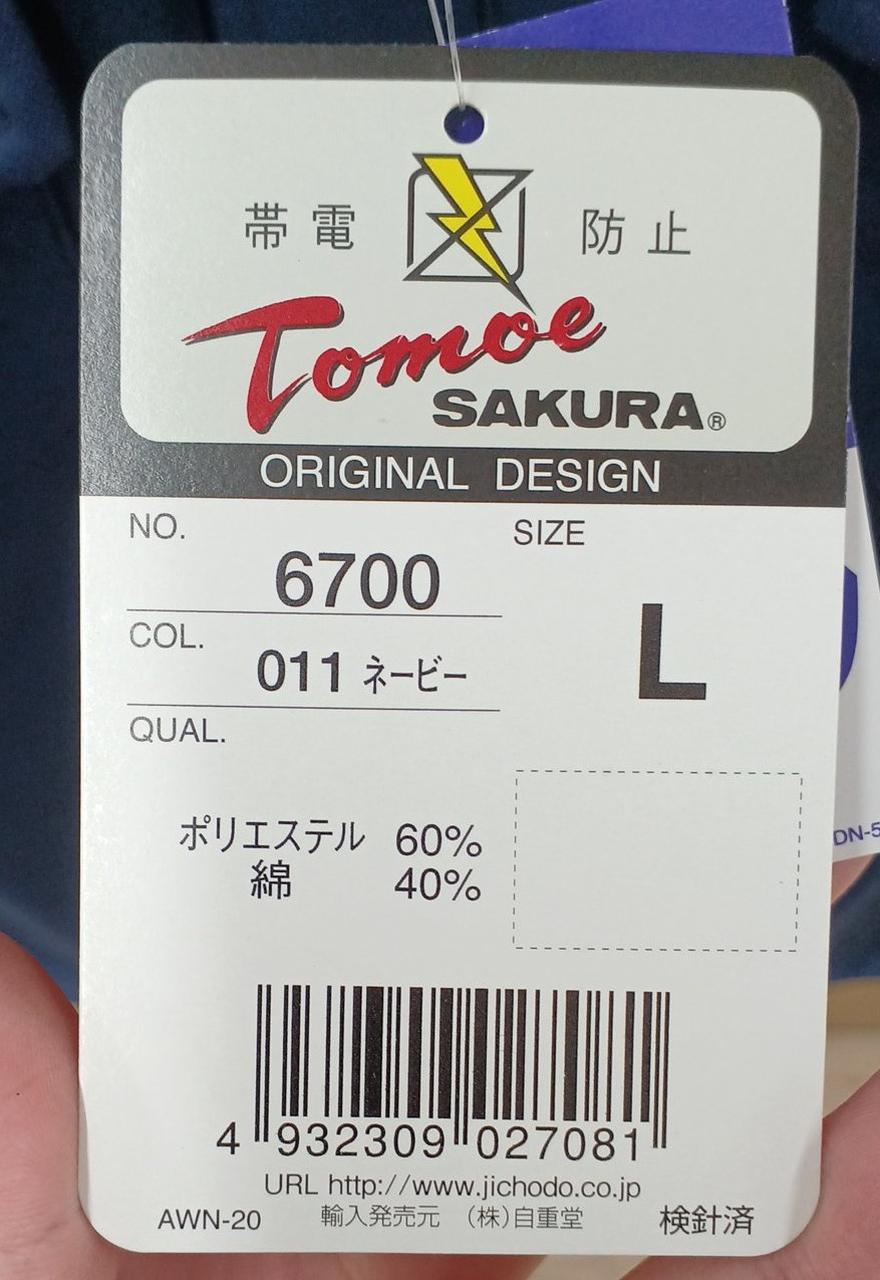 帯電 防止
Tomoe
SAKURA®
ORIGINAL DESIGN
NO.
6700
SIZE
L
COL.
011 ネービー
QUAL.
ポリエステル 60%
綿 40%
DN-5
4 932309 027081
URL http://www.jichodo.co.jp
AWN-20 輸入発売元 (株)自重堂 検針済